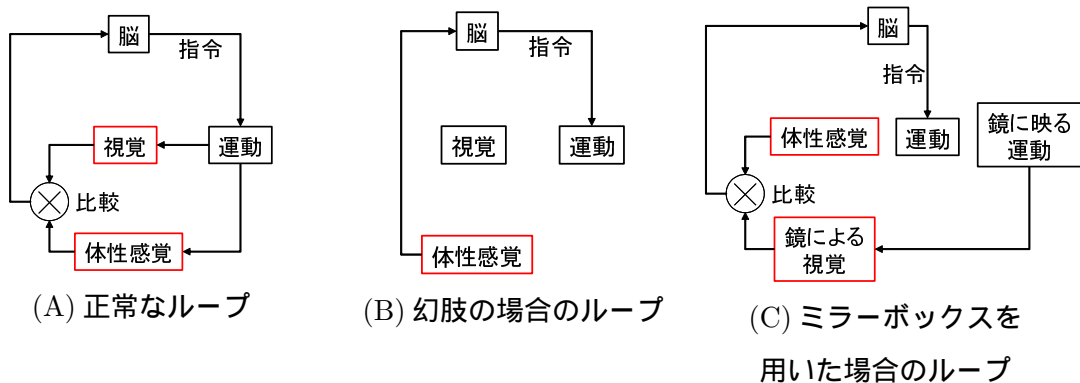 脳
指令
視覚
運動
比較
体性感覚
(A) 正常なループ
脳
指令
視覚
運動
体性感覚
(B) 幻肢の場合のループ
脳
指令
体性感覚
運動
鏡に映る
運動
比較
鏡による
視覚
(C) ミラーボックスを
用いた場合のループ